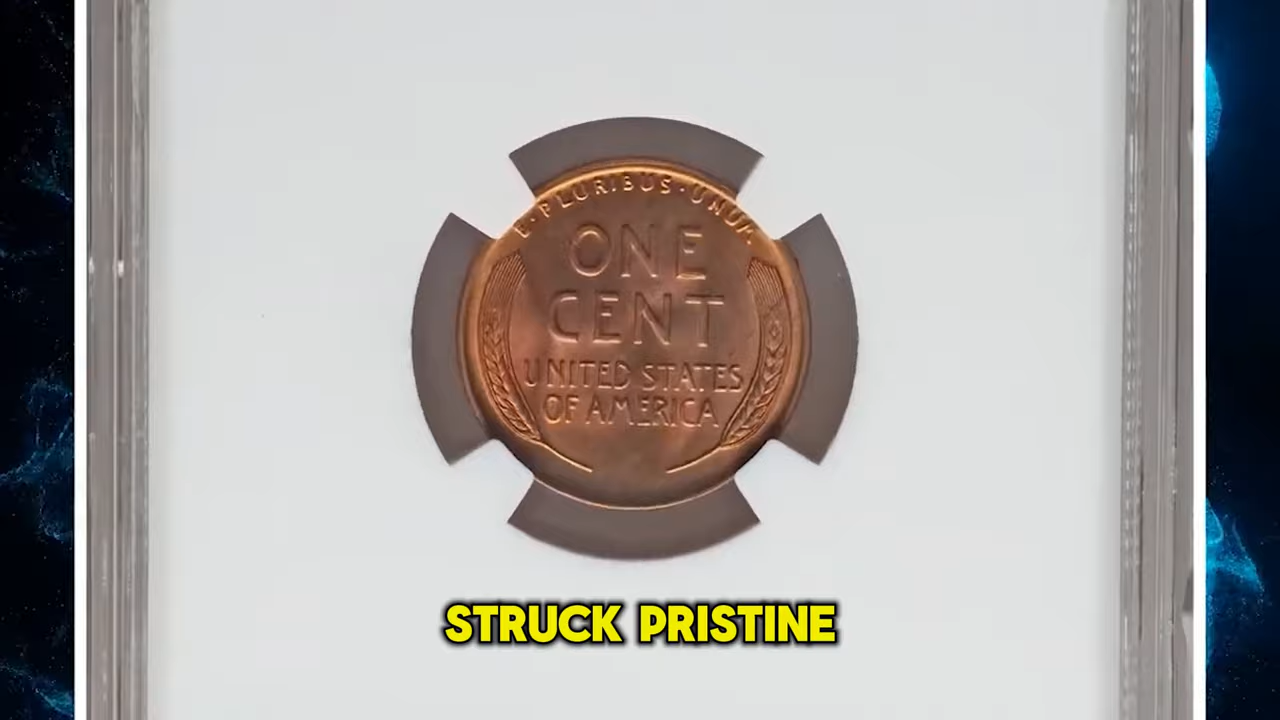 E · PLURIBUS · UNUM
ONE
CENT
UNITED STATES
OF AMERICA
STRUCK PRISTINE